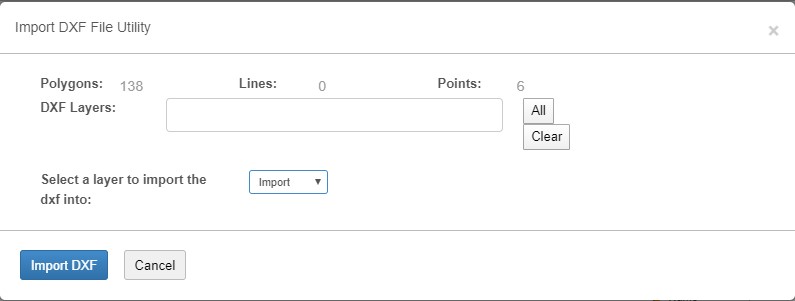 Import DXF File Utility ×
Polygons: 138 Lines: 0 Points: 6
DXF Layers: All
Clear
Select a layer to import the dxf into: Import
Import DXF Cancel